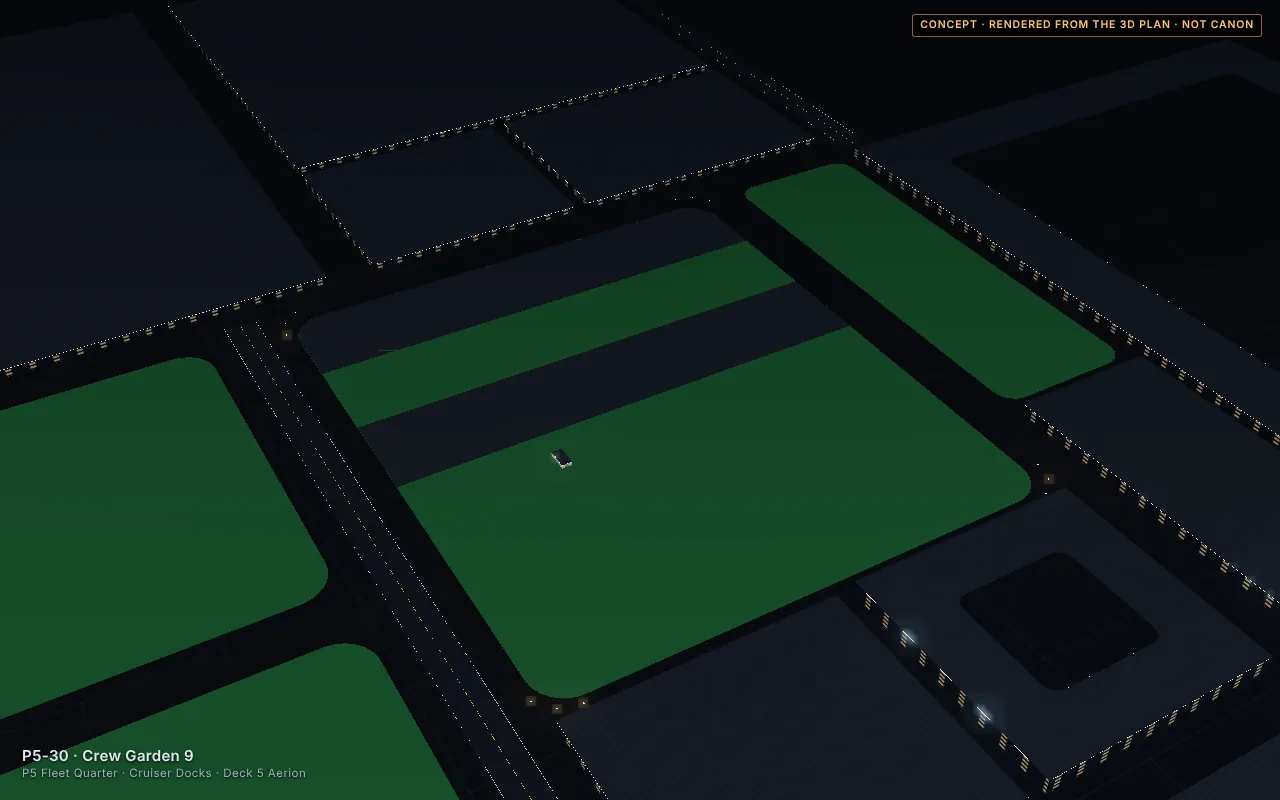 CONCEPT · RENDERED FROM THE 3D PLAN · NOT CANON
P5-30 · Crew Garden 9
P5 Fleet Quarter · Cruiser Docks · Deck 5 Aerion